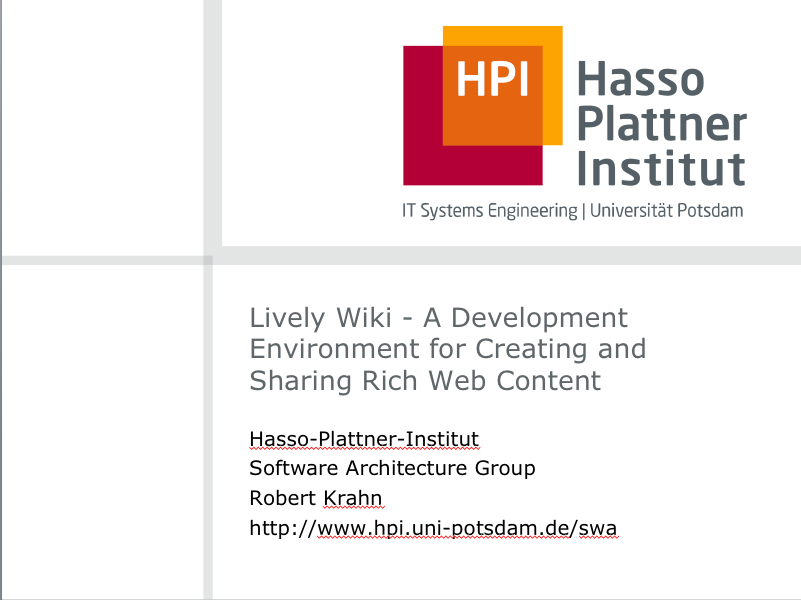 HPI
Hasso
Plattner
Institut
IT Systems Engineering | Universität Potsdam
Lively Wiki - A Development
Environment for Creating and
Sharing Rich Web Content
Hasso-Plattner-Institut
Software Architecture Group
Robert Krahn
http://www.hpi.uni-potsdam.de/swa